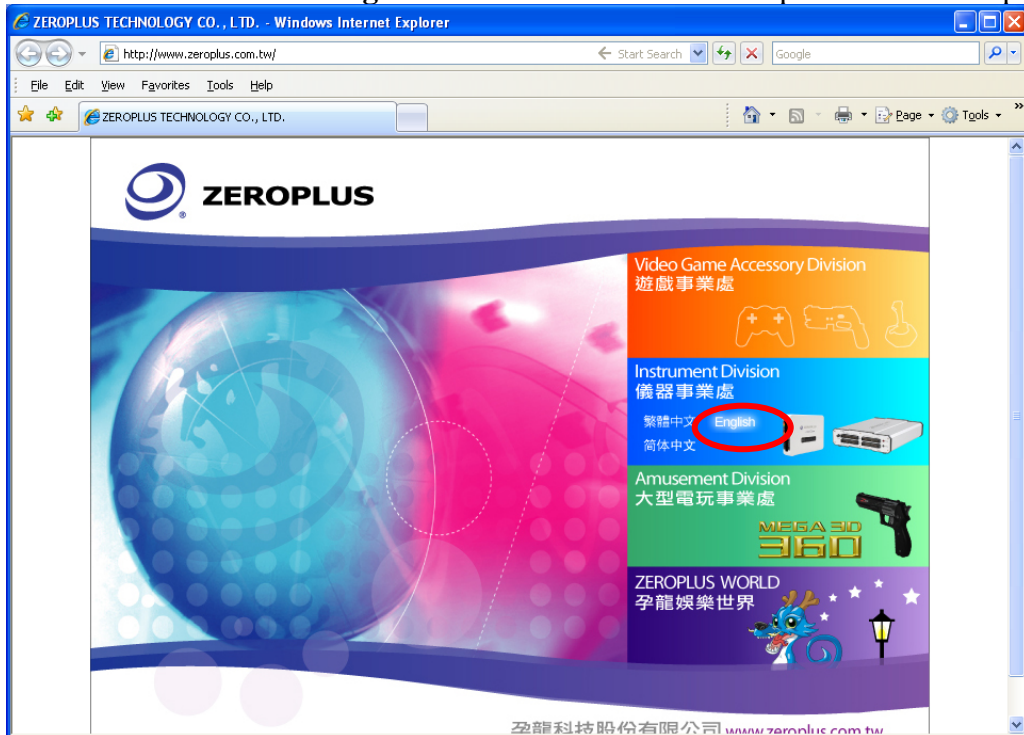 ZEROPLUS TECHNOLOGY CO., LTD. - Windows Internet Explorer
http://www.zeroplus.com.tw/
Start Search
Google
File Edit View Favorites Tools Help
ZEROPLUS TECHNOLOGY CO., LTD.
Page Tools
ZEROPLUS
Video Game Accessory Division
遊戲事業處
Instrument Division
儀器事業處
繁體中文 English
简体中文
Amusement Division
大型電玩事業處
MEGA 3D
360
ZEROPLUS WORLD
孕龍娛樂世界
孕龍科技股份有限公司 www.zeroplus.com.tw